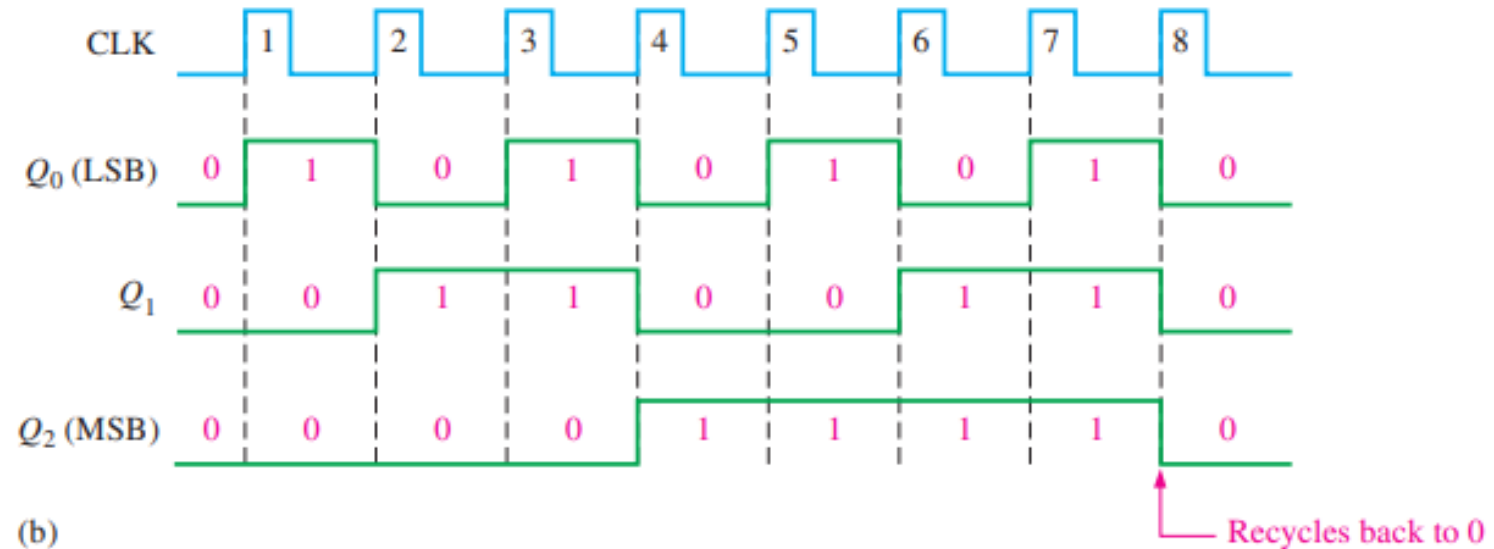 CLK 1 2 3 4 5 6 7 8
Q₀ (LSB) 0 1 0 1 0 1 0 1 0
Q₁ 0 0 1 1 0 0 1 1 0
Q₂ (MSB) 0 0 0 0 1 1 1 1 0
(b) Recycles back to 0